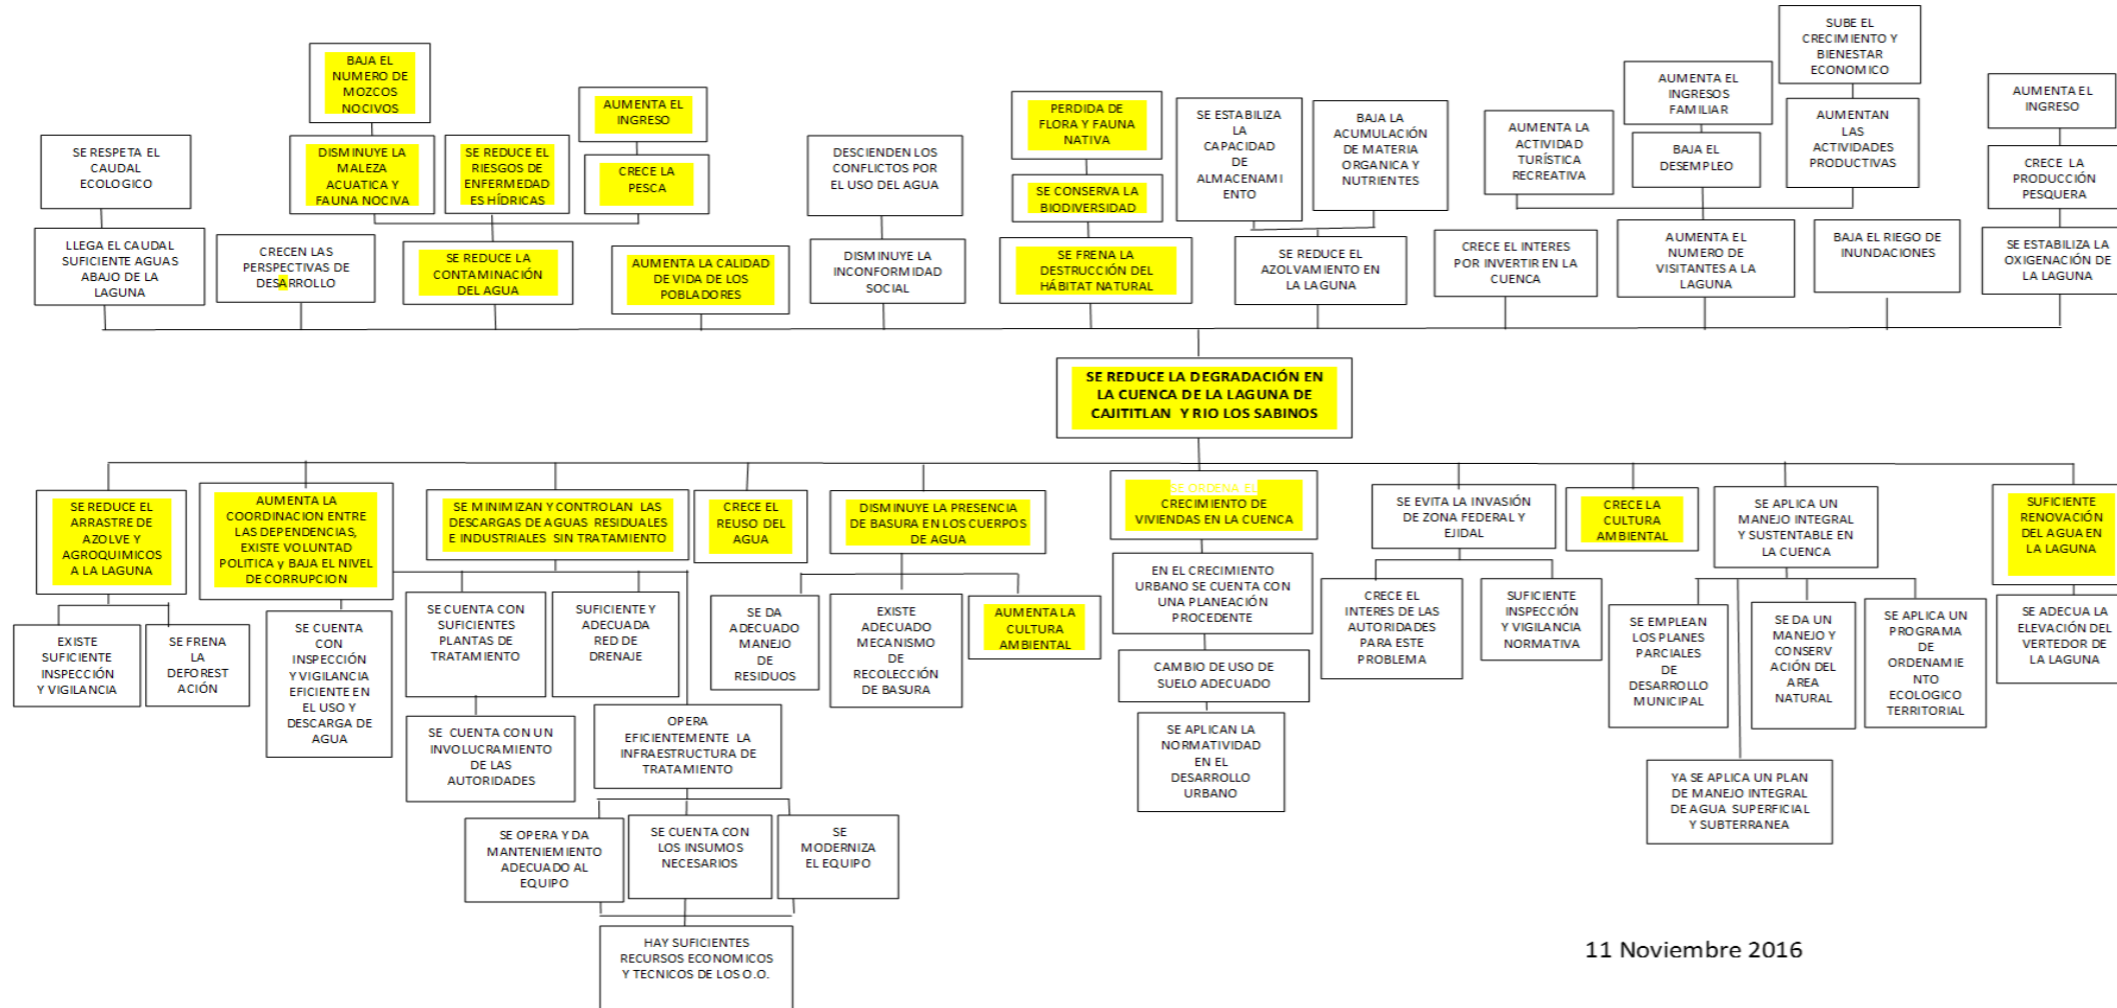 SUBE EL
CRECIMIENTO Y
BIENESTAR
ECONOMICO
BAJA EL
NUMERO DE
MOZCOS
NOCIVOS
AUMENTA EL
INGRESOS
FAMILIAR
AUMENTA EL
INGRESO
AUMENTA EL
INGRESO
PERDIDA DE
FLORA Y FAUNA
NATIVA
SE ESTABILIZA
LA
CAPACIDAD
DE
ALMACENAMI
ENTO
BAJA LA
ACUMULACIÓN
DE MATERIA
ORGANICA Y
NUTRIENTES
AUMENTA LA
ACTIVIDAD
TURÍSTICA
RECREATIVA
BAJA EL
DESEMPLEO
AUMENTAN
LAS
ACTIVIDADES
PRODUCTIVAS
SE RESPETA EL
CAUDAL
ECOLOGICO
DISMINUYE LA
MALEZA
ACUATICA Y
FAUNA NOCIVA
SE REDUCE EL
RIESGOS DE
ENFERMEDAD
ES HÍDRICAS
CRECE LA
PESCA
DESCIENDEN LOS
CONFLICTOS POR
EL USO DEL AGUA
SE CONSERVA LA
BIODIVERSIDAD
CRECE LA
PRODUCCIÓN
PESQUERA
LLEGA EL CAUDAL
SUFICIENTE AGUAS
ABAJO DE LA
LAGUNA
CRECEN LAS
PERSPECTIVAS DE
DESARROLLO
SE REDUCE LA
CONTAMINACIÓN
DEL AGUA
AUMENTA LA CALIDAD
DE VIDA DE LOS
POBLADORES
DISMINUYE LA
INCONFORMIDAD
SOCIAL
SE FRENA LA
DESTRUCCIÓN DEL
HÁBITAT NATURAL
SE REDUCE EL
AZOLVAMIENTO EN
LA LAGUNA
CRECE EL INTERES
POR INVERTIR EN LA
CUENCA
AUMENTA EL
NUMERO DE
VISITANTES A LA
LAGUNA
BAJA EL RIEGO DE
INUNDACIONES
SE ESTABILIZA LA
OXIGENACIÓN DE
LA LAGUNA
SE REDUCE LA DEGRADACIÓN EN
LA CUENCA DE LA LAGUNA DE
CAJITITLAN Y RIO LOS SABINOS
SE REDUCE EL
ARRASTRE DE
AZOLVE Y
AGROQUIMICOS
A LA LAGUNA
AUMENTA LA
COORDINACION ENTRE
LAS DEPENDENCIAS,
EXISTE VOLUNTAD
POLITICA y BAJA EL NIVEL
DE CORRUPCION
SE MINIMIZAN Y CONTROLAN LAS
DESCARGAS DE AGUAS RESIDUALES
E INDUSTRIALES SIN TRATAMIENTO
CRECE EL
REUSO DEL
AGUA
DISMINUYE LA PRESENCIA
DE BASURA EN LOS CUERPOS
DE AGUA
SE ORDENA EL
CRECIMIENTO DE
VIVIENDAS EN LA CUENCA
SE EVITA LA INVASIÓN
DE ZONA FEDERAL Y
EJIDAL
CRECE LA
CULTURA
AMBIENTAL
SE APLICA UN
MANEJO INTEGRAL
Y SUSTENTABLE EN
LA CUENCA
SUFICIENTE
RENOVACIÓN
DEL AGUA EN
LA LAGUNA
EXISTE
SUFICIENTE
INSPECCIÓN
Y VIGILANCIA
SE FRENA
LA
DEFOREST
ACIÓN
SE CUENTA
CON
INSPECCIÓN
Y VIGILANCIA
EFICIENTE EN
EL USO Y
DESCARGA DE
AGUA
SE CUENTA CON
SUFICIENTES
PLANTAS DE
TRATAMIENTO
SUFICIENTE Y
ADECUADA
RED DE
DRENAJE
SE DA
ADECUADO
MANEJO
DE
RESIDUOS
EXISTE
ADECUADO
MECANISMO
DE
RECOLECCIÓN
DE BASURA
AUMENTA LA
CULTURA
AMBIENTAL
EN EL CRECIMIENTO
URBANO SE CUENTA CON
UNA PLANEACIÓN
PROCEDENTE
CRECE EL
INTERES DE LAS
AUTORIDADES
PARA ESTE
PROBLEMA
SUFICIENTE
INSPECCIÓN
Y VIGILANCIA
NORMATIVA
SE EMPLEAN
LOS PLANES
PARCIALES
DE
DESARROLLO
MUNICIPAL
SE DA UN
MANEJO Y
CONSERV
ACIÓN DEL
AREA
NATURAL
SE APLICA UN
PROGRAMA
DE
ORDENAMIE
NTO
ECOLOGICO
TERRITORIAL
SE ADECUA LA
ELEVACIÓN DEL
VERTEDOR DE
LA LAGUNA
CAMBIO DE USO DE
SUELO ADECUADO
SE CUENTA CON UN
INVOLUCRAMIENTO
DE LAS
AUTORIDADES
OPERA
EFICIENTEMENTE LA
INFRAESTRUCTURA DE
TRATAMIENTO
SE APLICAN LA
NORMATIVIDAD
EN EL
DESARROLLO
URBANO
YA SE APLICA UN PLAN
DE MANEJO INTEGRAL
DE AGUA SUPERFICIAL
Y SUBTERRANEA
SE OPERA Y DA
MANTENIEMIENTO
ADECUADO AL
EQUIPO
SE CUENTA CON
LOS INSUMOS
NECESARIOS
SE
MODERNIZA
EL EQUIPO
HAY SUFICIENTES
RECURSOS ECONOMICOS
Y TECNICOS DE LOS O.O.
11 Noviembre 2016